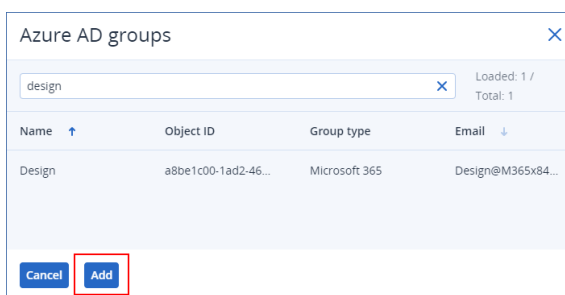 Azure AD groups
design
Loaded: 1 /
Total: 1
Name Object ID Group type Email
Design a8be1c00-1ad2-46... Microsoft 365 Design@M365x84...
Cancel Add